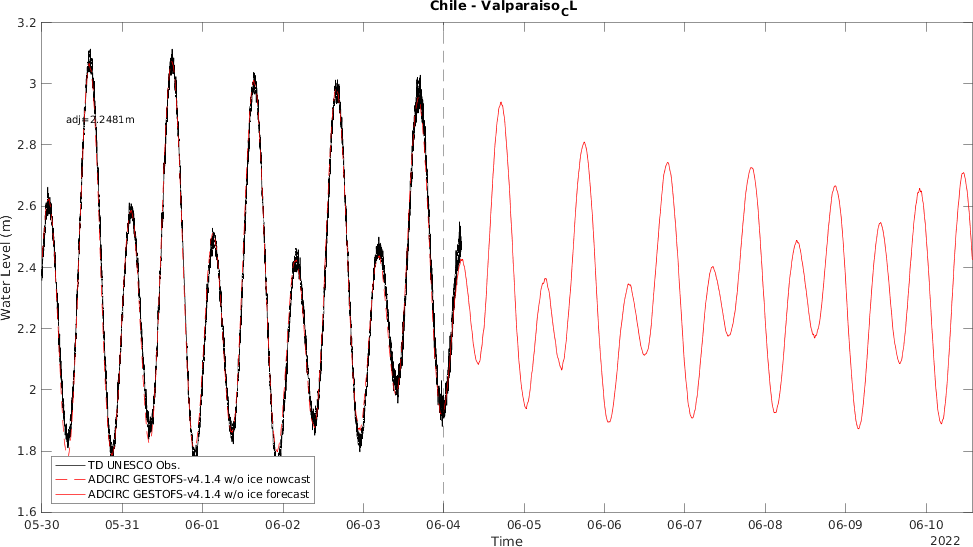 Chile - Valparaiso_CL
3.2
3
2.8
2.6
2.4
2.2
2
1.8
1.6
Water Level (m)
adj=2.2481m
TD UNESCO Obs.
ADCIRC GESTOFS-v4.1.4 w/o ice nowcast
ADCIRC GESTOFS-v4.1.4 w/o ice forecast
05-30 05-31 06-01 06-02 06-03 06-04 06-05 06-06 06-07 06-08 06-09 06-10
Time
2022